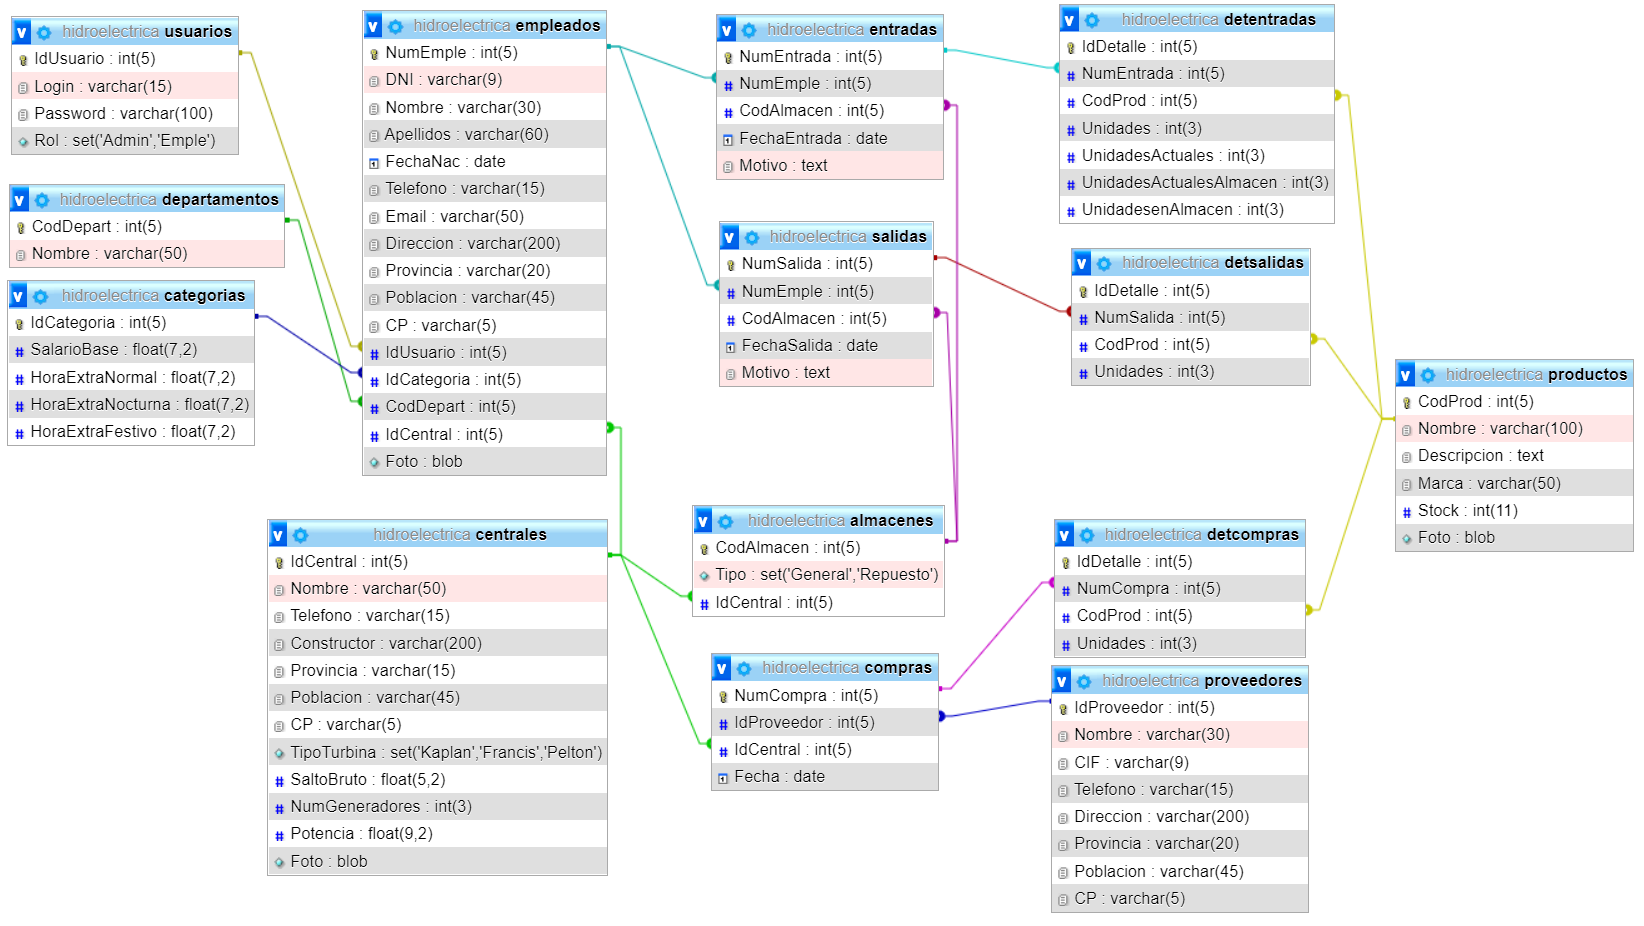 hidroelectrica usuarios
IdUsuario : int(5)
Login : varchar(15)
Password : varchar(100)
Rol : set('Admin','Emple')
hidroelectrica departamentos
CodDepart : int(5)
Nombre : varchar(50)
hidroelectrica categorias
IdCategoria : int(5)
SalarioBase : float(7,2)
HoraExtraNormal : float(7,2)
HoraExtraNocturna : float(7,2)
HoraExtraFestivo : float(7,2)
hidroelectrica empleados
NumEmple : int(5)
DNI : varchar(9)
Nombre : varchar(30)
Apellidos : varchar(60)
FechaNac : date
Telefono : varchar(15)
Email : varchar(50)
Direccion : varchar(200)
Provincia : varchar(20)
Poblacion : varchar(45)
CP : varchar(5)
IdUsuario : int(5)
IdCategoria : int(5)
CodDepart : int(5)
IdCentral : int(5)
Foto : blob
hidroelectrica centrales
IdCentral : int(5)
Nombre : varchar(50)
Telefono : varchar(15)
Constructor : varchar(200)
Provincia : varchar(15)
Poblacion : varchar(45)
CP : varchar(5)
TipoTurbina : set('Kaplan','Francis','Pelton')
SaltoBruto : float(5,2)
NumGeneradores : int(3)
Potencia : float(9,2)
Foto : blob
hidroelectrica entradas
NumEntrada : int(5)
NumEmple : int(5)
CodAlmacen : int(5)
FechaEntrada : date
Motivo : text
hidroelectrica salidas
NumSalida : int(5)
NumEmple : int(5)
CodAlmacen : int(5)
FechaSalida : date
Motivo : text
hidroelectrica almacenes
CodAlmacen : int(5)
Tipo : set('General','Repuesto')
IdCentral : int(5)
hidroelectrica compras
NumCompra : int(5)
IdProveedor : int(5)
IdCentral : int(5)
Fecha : date
hidroelectrica detentradas
IdDetalle : int(5)
NumEntrada : int(5)
CodProd : int(5)
Unidades : int(3)
UnidadesActuales : int(3)
UnidadesActualesAlmacen : int(3)
UnidadesenAlmacen : int(3)
hidroelectrica detsalidas
IdDetalle : int(5)
NumSalida : int(5)
CodProd : int(5)
Unidades : int(3)
hidroelectrica detcompras
IdDetalle : int(5)
NumCompra : int(5)
CodProd : int(5)
Unidades : int(3)
hidroelectrica proveedores
IdProveedor : int(5)
Nombre : varchar(30)
CIF : varchar(9)
Telefono : varchar(15)
Direccion : varchar(200)
Provincia : varchar(20)
Poblacion : varchar(45)
CP : varchar(5)
hidroelectrica productos
CodProd : int(5)
Nombre : varchar(100)
Descripcion : text
Marca : varchar(50)
Stock : int(11)
Foto : blob